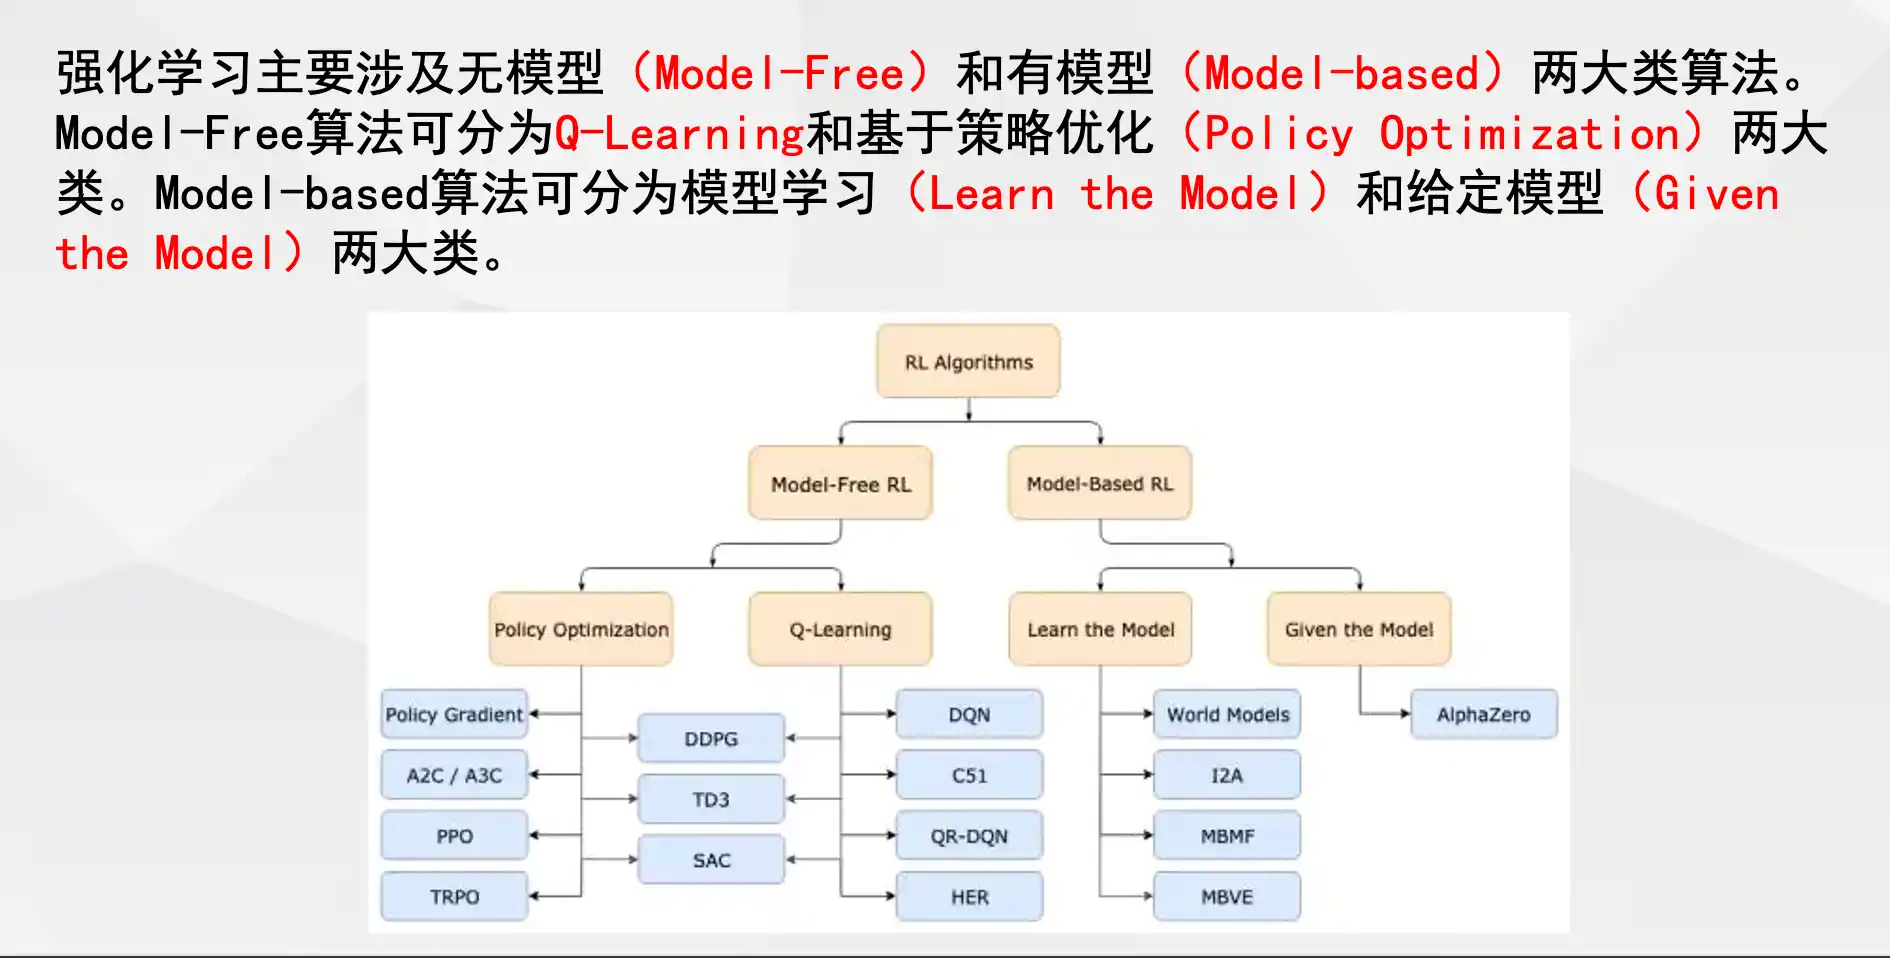 强化学习主要涉及无模型（Model-Free）和有模型（Model-based）两大类算法。
Model-Free算法可分为Q-Learning和基于策略优化（Policy Optimization）两大
类。Model-based算法可分为模型学习（Learn the Model）和给定模型（Given
the Model）两大类。
RL Algorithms
Model-Free RL
Model-Based RL
Policy Optimization
Q-Learning
Learn the Model
Given the Model
Policy Gradient
A2C / A3C
PPO
TRPO
DDPG
TD3
SAC
DQN
C51
QR-DQN
HER
World Models
I2A
MBMF
MBVE
AlphaZero